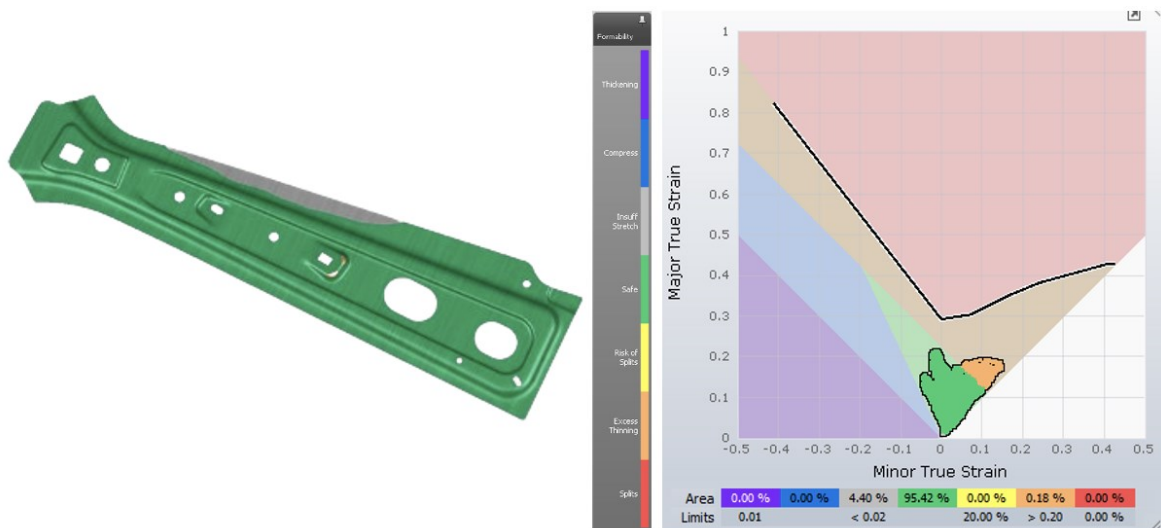 Formability
Thickening
Compress
Insuff
Stretch
Safe
Risk of
Splits
Excess
Thinning
Splits
Major True Strain
1
0.9
0.8
0.7
0.6
0.5
0.4
0.3
0.2
0.1
0
-0.5 -0.4 -0.3 -0.2 -0.1 0 0.1 0.2 0.3 0.4 0.5
Minor True Strain
Area 0.00 % 0.00 % 4.40 % 95.42 % 0.00 % 0.18 % 0.00 %
Limits 0.01 < 0.02 20.00 % > 0.20 0.00 %